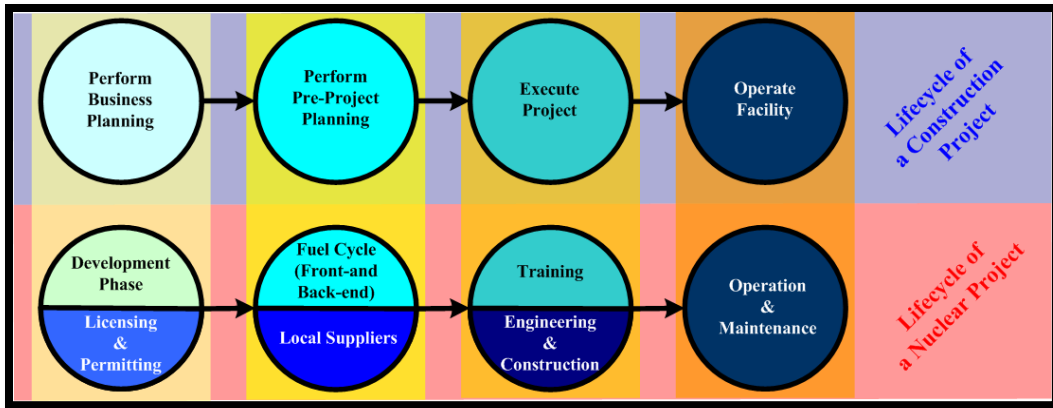 Perform
Business
Planning
Perform
Pre-Project
Planning
Execute
Project
Operate
Facility
Lifecycle of
a Construction
Project
Development
Phase
Licensing
&
Permitting
Fuel Cycle
(Front-and
Back-end)
Local Suppliers
Training
Engineering
&
Construction
Operation
&
Maintenance
Lifecycle of
a Nuclear Project